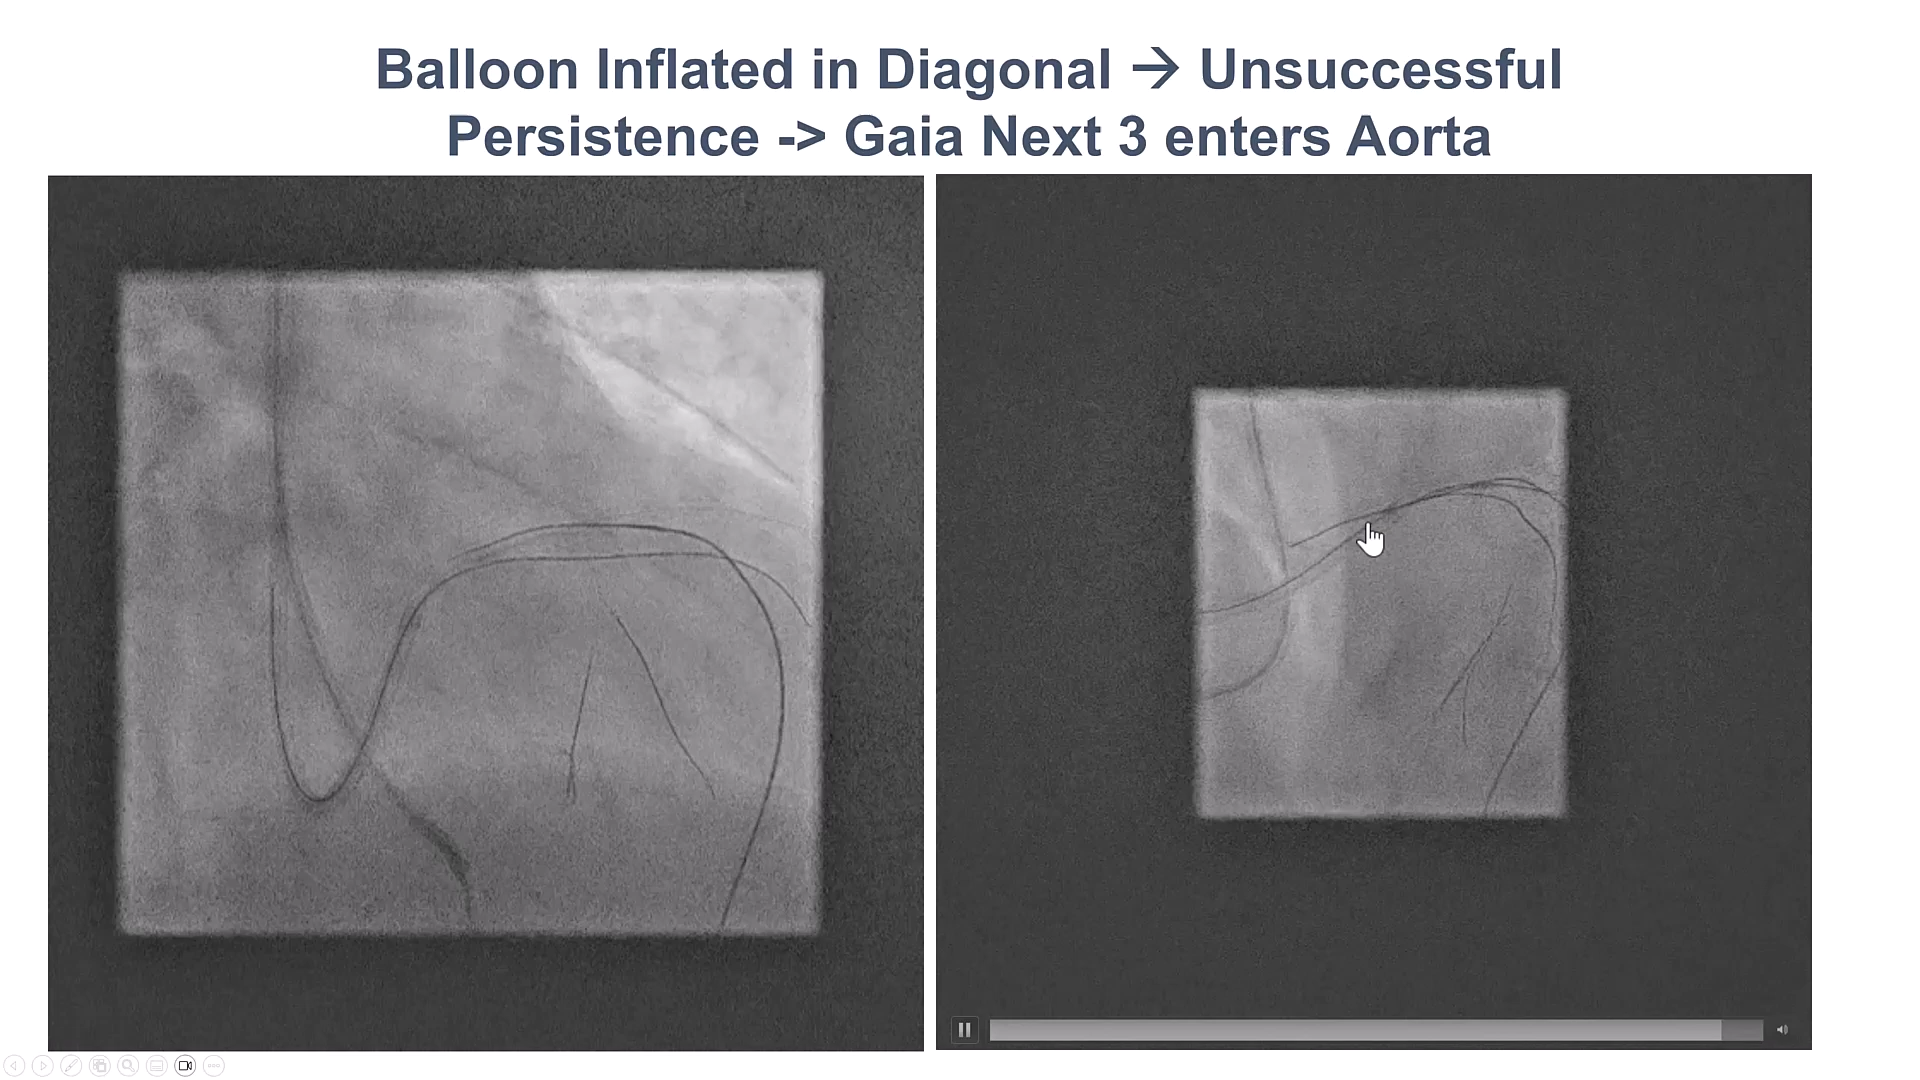 Balloon Inflated in Diagonal → Unsuccessful
Persistence -> Gaia Next 3 enters Aorta